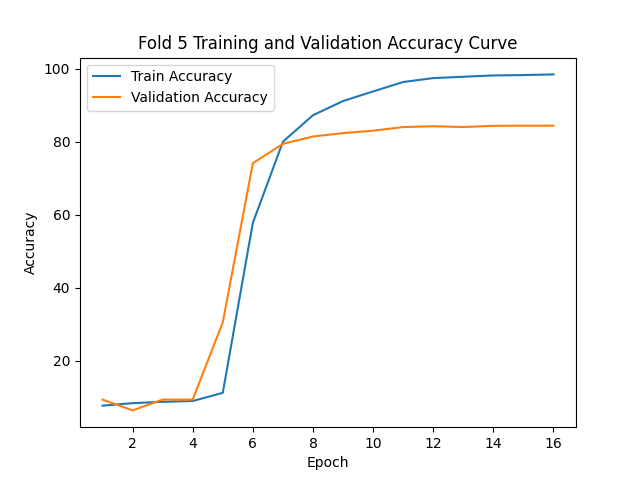 Fold 5 Training and Validation Accuracy Curve
Train Accuracy
Validation Accuracy
100
80
60
40
20
Accuracy
2 4 6 8 10 12 14 16
Epoch